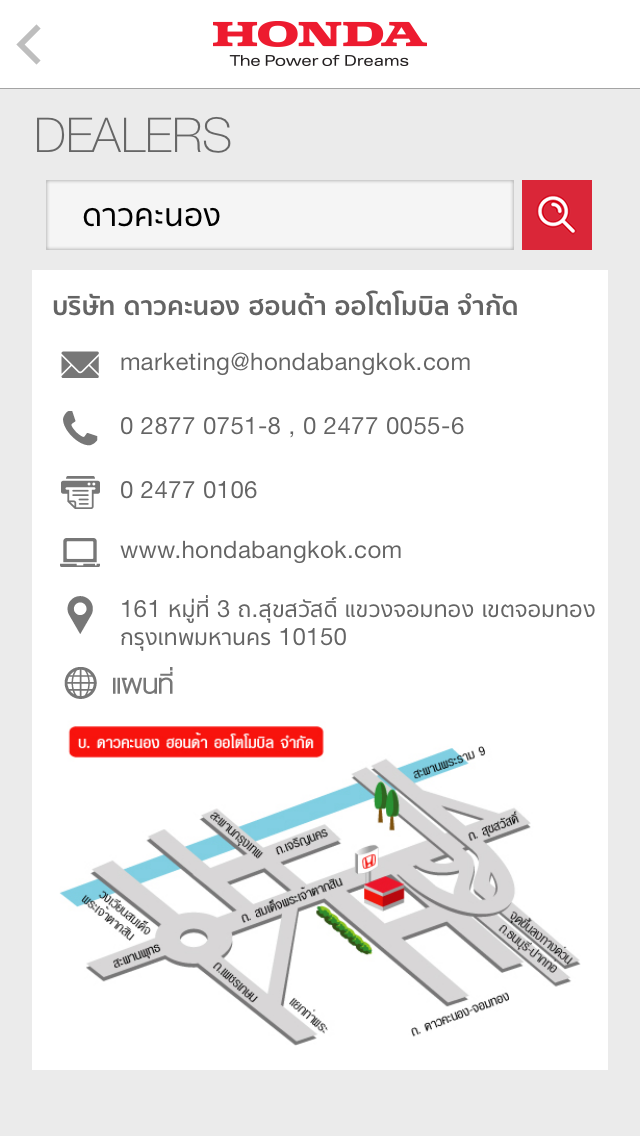 HONDA
The Power of Dreams
DEALERS
ดาวคะนอง
บริษัท ดาวคะนอง ฮอนด้า ออโตโมบิล จำกัด
marketing@hondabangkok.com
0 2877 0751-8 , 0 2477 0055-6
0 2477 0106
www.hondabangkok.com
161 หมู่ที่ 3 ถ.สุขสวัสดิ์ แขวงจอมทอง เขตจอมทอง
กรุงเทพมหานคร 10150
แผนที่
บ. ดาวคะนอง ฮอนด้า ออโตโมบิล จำกัด
สะพานพระราม 9
สะพานกรุงเทพ
ถ.เจริญนคร
ถ. สุขสวัสดิ์
ถ. สมเด็จพระเจ้าตากสิน
วงเวียนสมเด็จ
พระเจ้าตากสิน
สะพานพุทธ
ถ.เพชรเกษม
แยกท่าพระ
จุดขึ้นลงทางด่วน
ถ.ธนบุรี-ปากท่อ
ถ. ดาวคะนอง-จอมทอง